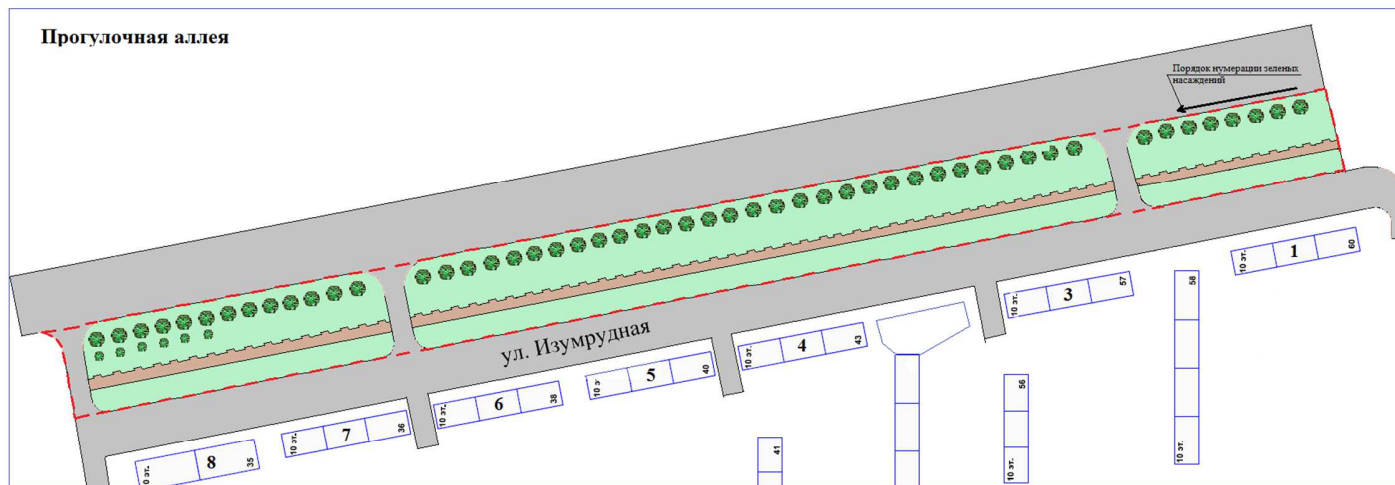 Прогулочная аллея
Порядок нумерации зеленых
насаждений
ул. Изумрудная
10 эт.
1
60
58
10 эт.
10 эт.
3
57
56
10 эт.
10 эт.
4
43
41
10 э
5
40
10 эт.
6
38
10 эт.
7
36
10 эт.
8
35